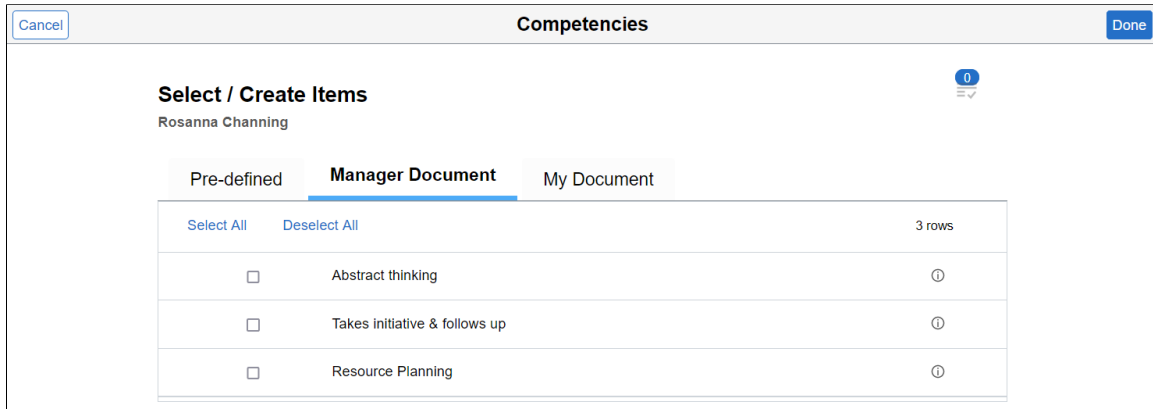 Cancel Competencies Done
0
Select / Create Items
Rosanna Channing
Pre-defined Manager Document My Document
Select All Deselect All 3 rows
Abstract thinking
Takes initiative & follows up
Resource Planning